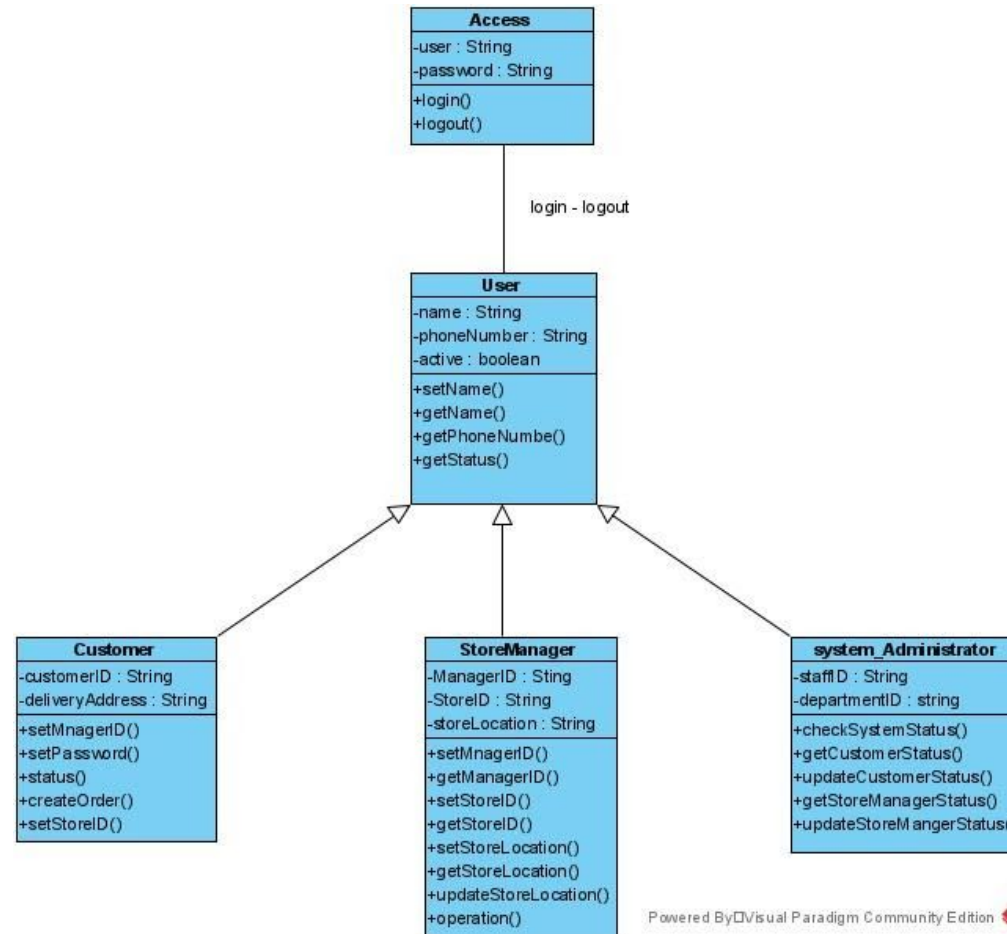 Access
-user : String
-password : String
+login()
+logout()
login - logout
User
-name : String
-phoneNumber : String
-active : boolean
+setName()
+getName()
+getPhoneNumbe()
+getStatus()
Customer
-customerID : String
-deliveryAddress : String
+setMnagerID()
+setPassword()
+status()
+createOrder()
+setStoreID()
StoreManager
-ManagerID : Sting
-StoreID : String
-storeLocation : String
+setMnagerID()
+getManagerID()
+setStoreID()
+getStoreID()
+setStoreLocation()
+getStoreLocation()
+updateStoreLocation()
+operation()
system_Administrator
-staffID : String
-departmentID : string
+checkSystemStatus()
+getCustomerStatus()
+updateCustomerStatus()
+getStoreManagerStatus()
+updateStoreMangerStatus(
Powered By□Visual Paradigm Community Edition